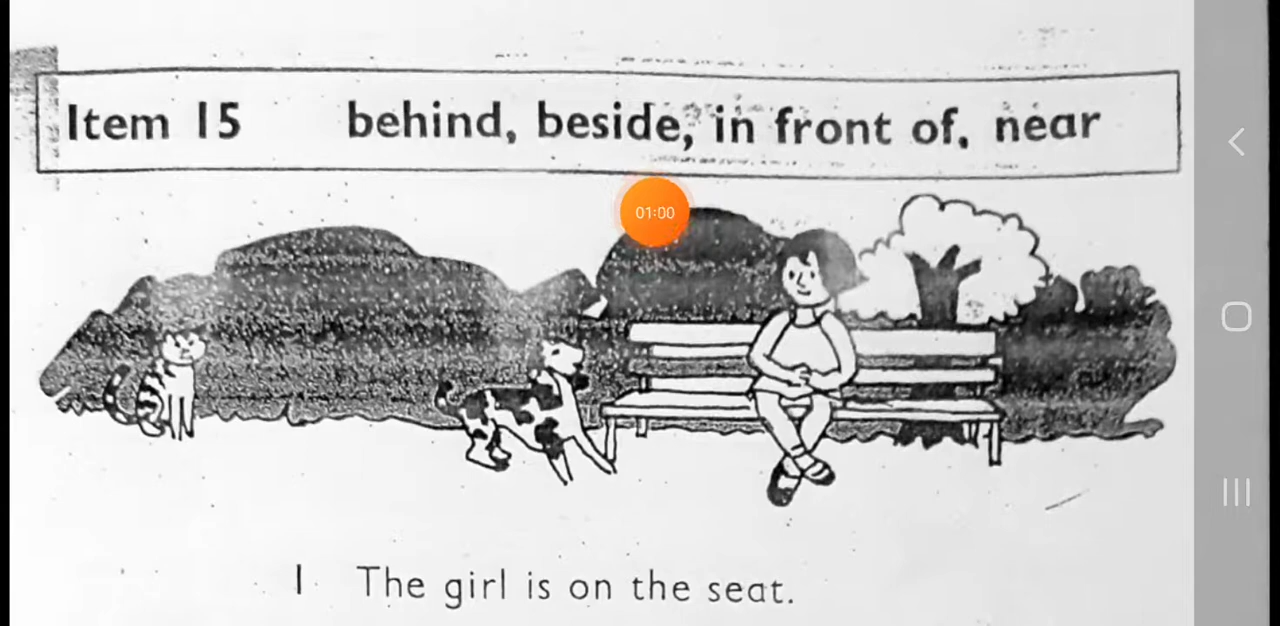 Item 15 behind, beside, in front of, near
01:00
1 The girl is on the seat.